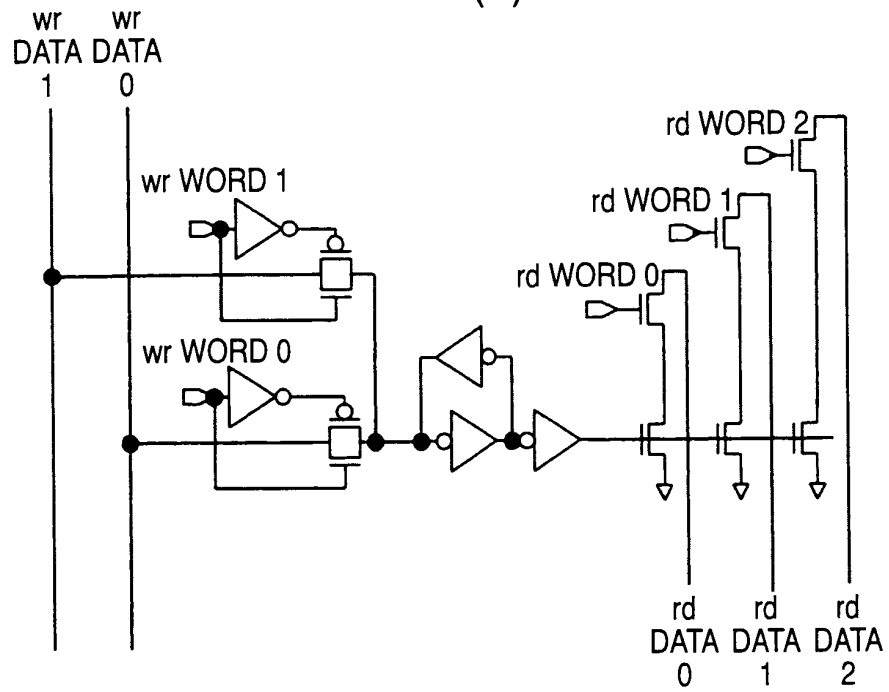 wr wr
DATA DATA
1 0
rd WORD 2
wr WORD 1
rd WORD 1
rd WORD 0
wr WORD 0
rd rd rd
DATA DATA DATA
0 1 2